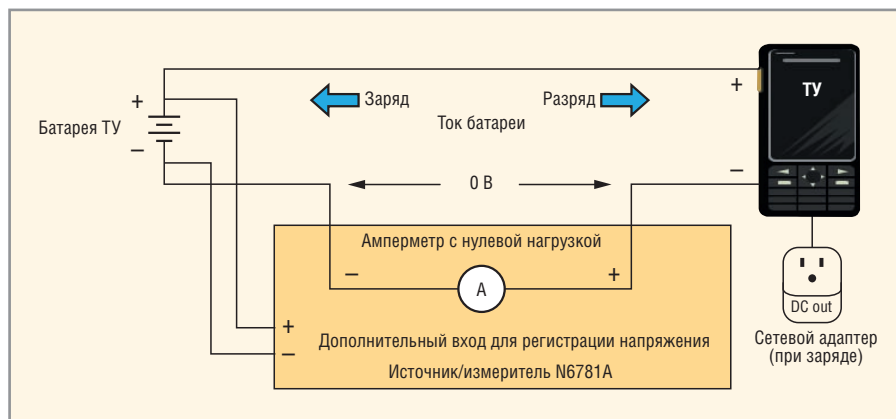 ТУ
+
Заряд
Разряд
+
Батарея ТУ
Ток батареи
–
–
0 В
Амперметр с нулевой нагрузкой
–
+
A
DC out
+
Дополнительный вход для регистрации напряжения
–
Сетевой адаптер
(при заряде)
Источник/измеритель N6781A